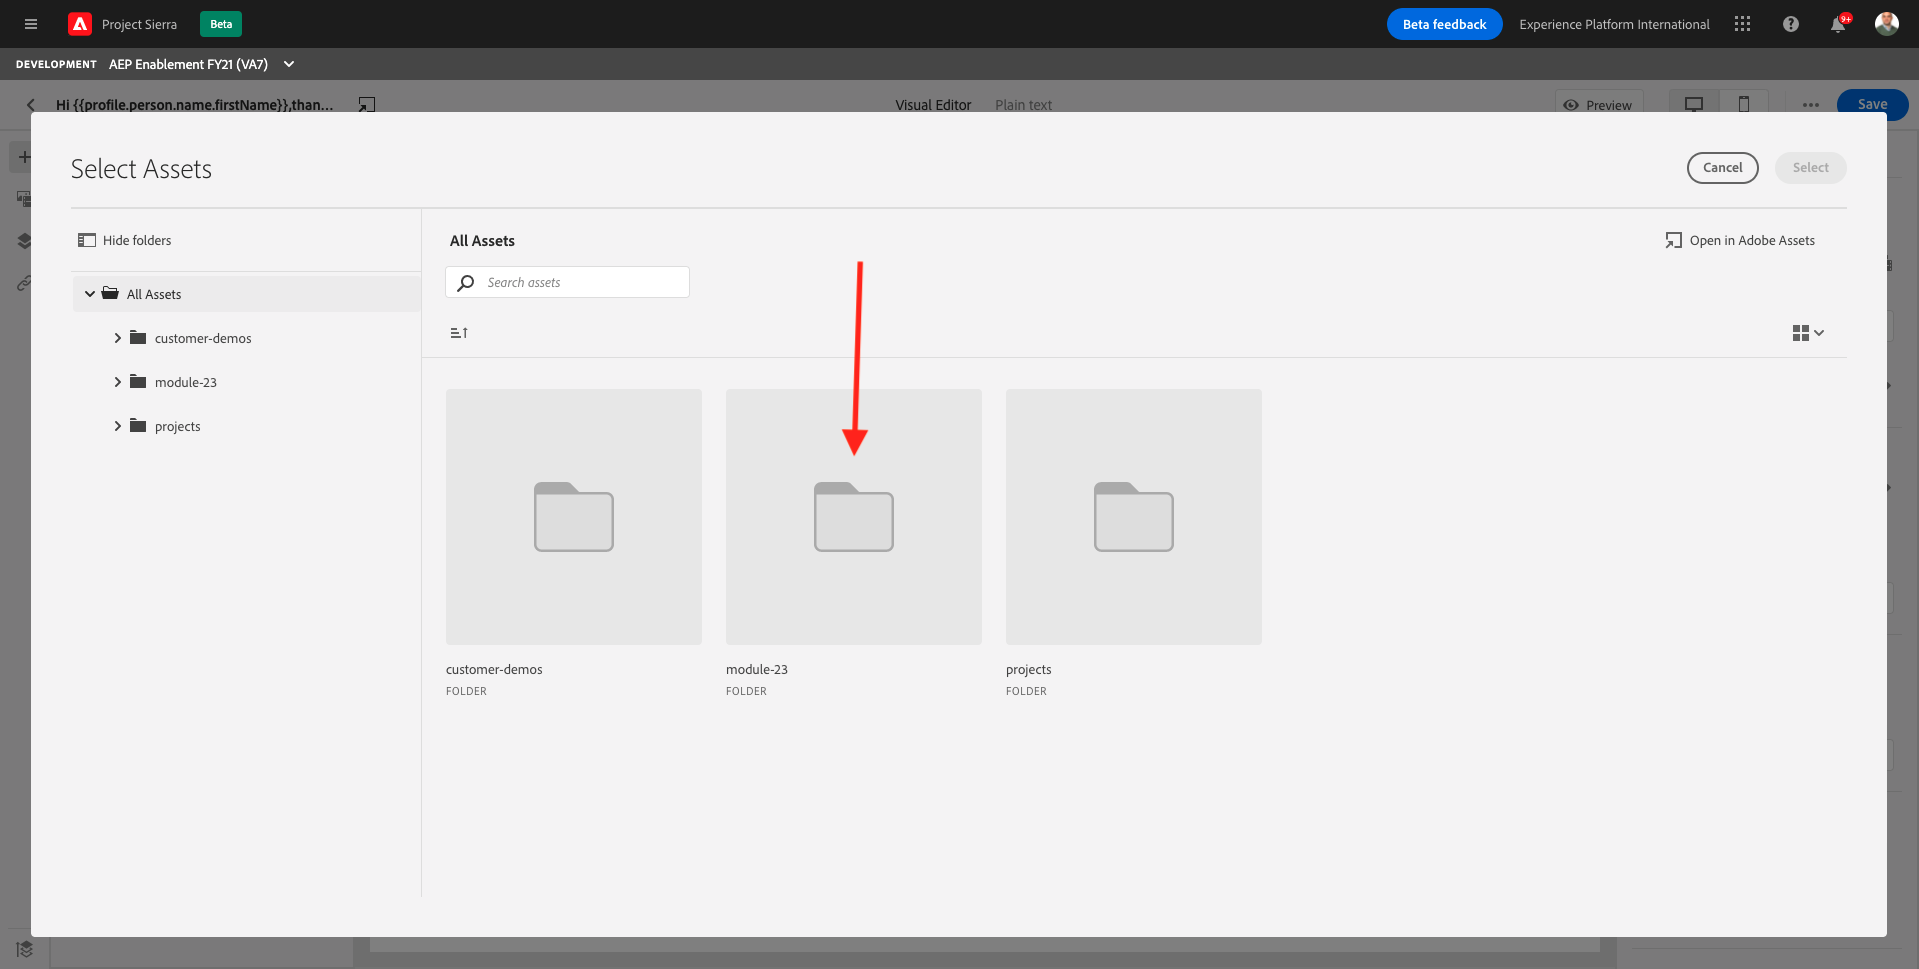 Project Sierra
Beta
Beta feedback
Experience Platform International
9+
DEVELOPMENT
AEP Enablement FY21 (VA7)
Hi {{profile.person.name.firstName}},than...
Visual Editor
Plain text
Preview
Save
Select Assets
Cancel
Select
Hide folders
All Assets
customer-demos
module-23
projects
All Assets
Open in Adobe Assets
Search assets
customer-demos
FOLDER
module-23
FOLDER
projects
FOLDER